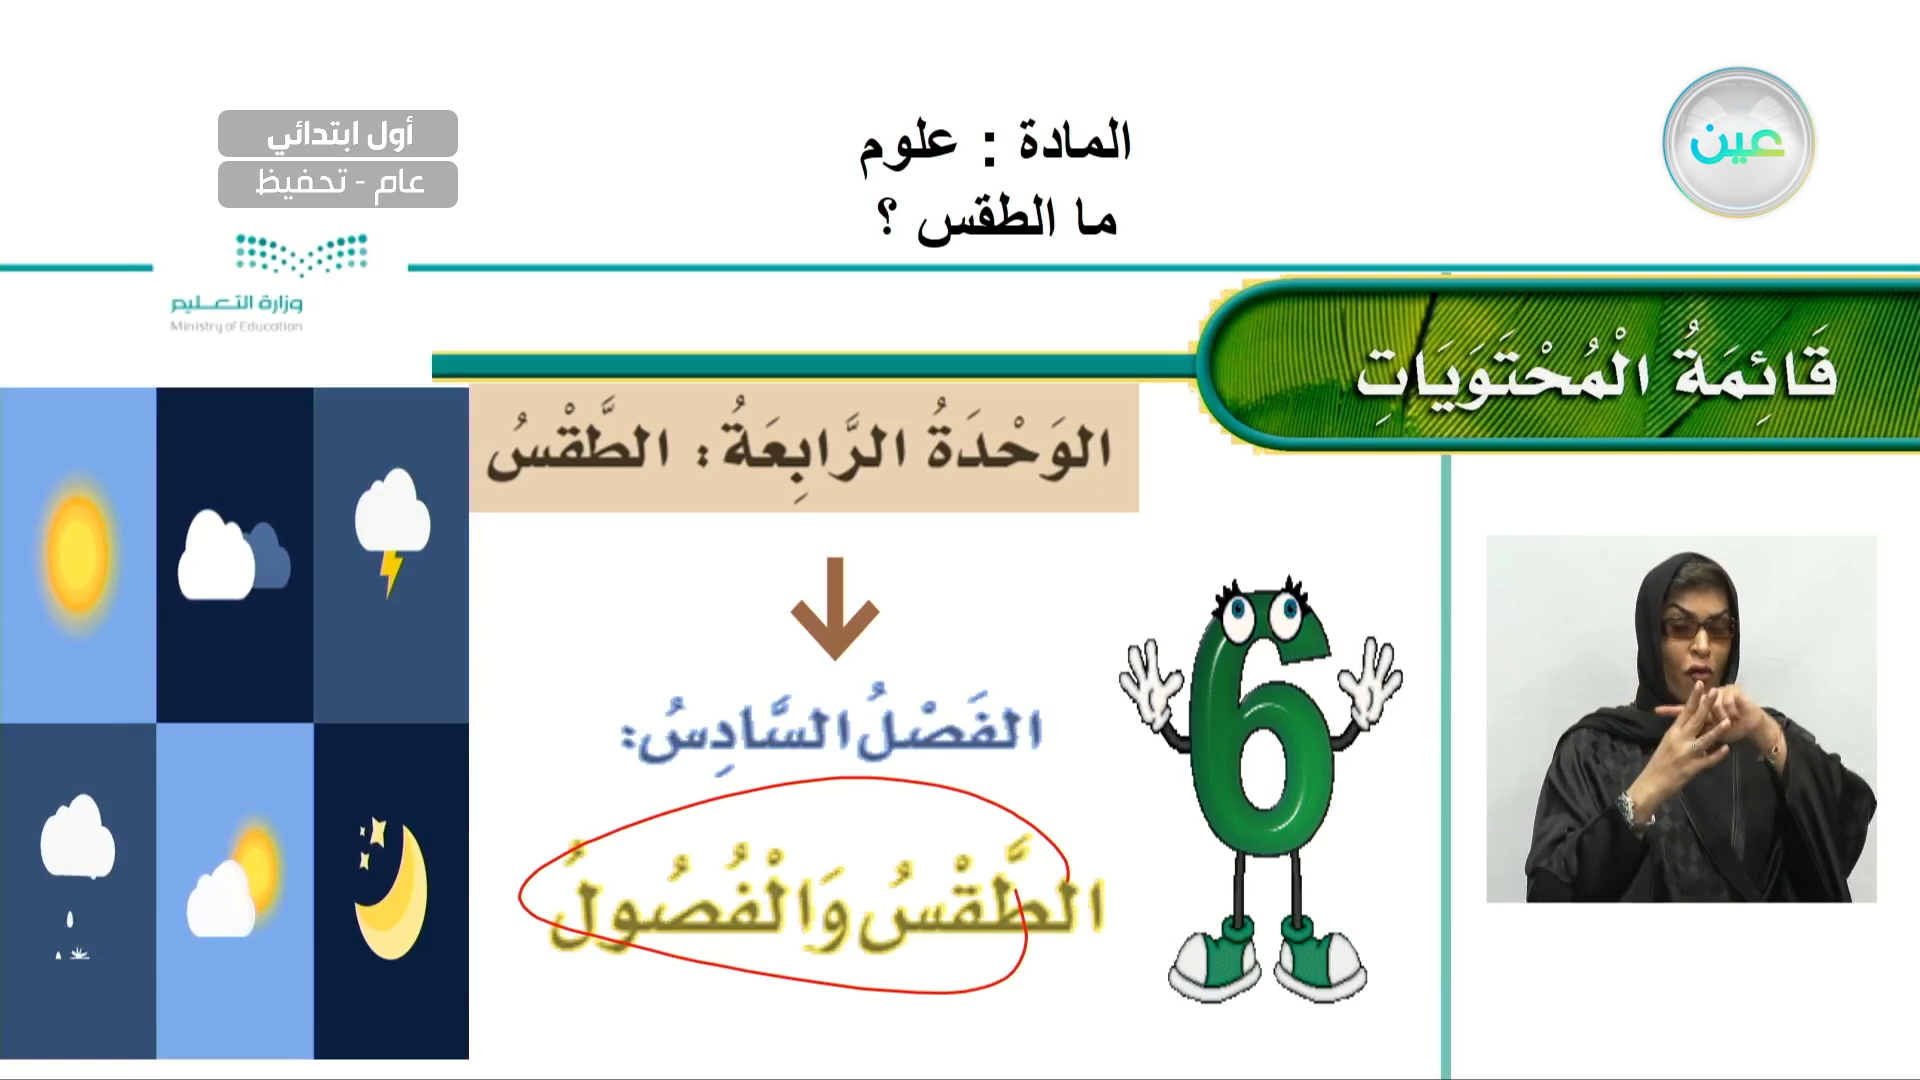 أول ابتدائي
عام - تحفيظ
المادة : علوم
ما الطقس ؟
عين
وزارة التعليم
Ministry of Education
قَائِمَةُ الْمُحْتَوَيَاتِ
الوَحْدَةُ الرَّابِعَةُ: الطَّقْسُ
الفَصْلُ السَّادِسُ:
الطَّقْسُ وَالْفُصُولُ
6